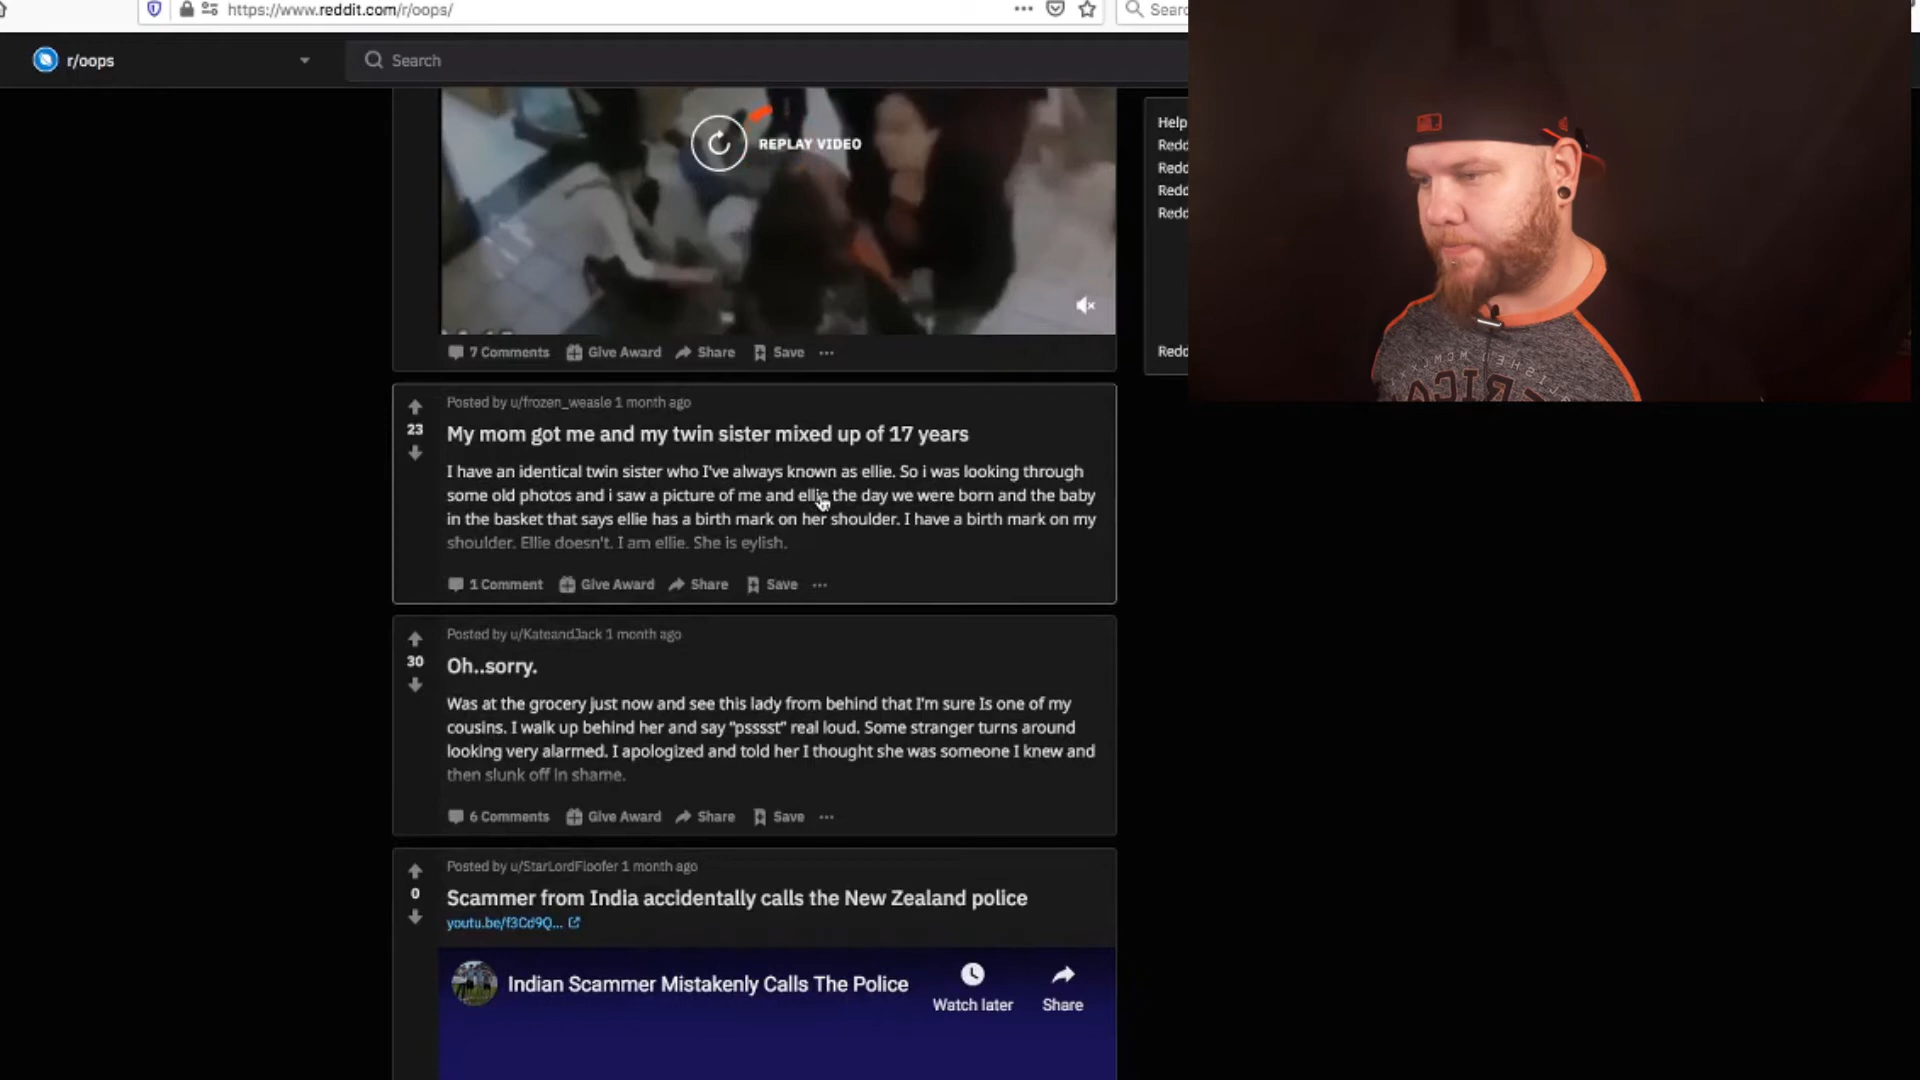 https://www.reddit.com/r/oops/
r/oops
Search
Help
Redd
Redd
Redd
Redd
Redd
REPLAY VIDEO
7 Comments Give Award Share Save
Posted by u/frozen_weasle 1 month ago
23
My mom got me and my twin sister mixed up of 17 years
I have an identical twin sister who I've always known as ellie. So i was looking through
some old photos and i saw a picture of me and ellie the day we were born and the baby
in the basket that says ellie has a birth mark on her shoulder. I have a birth mark on my
shoulder. Ellie doesn't. I am ellie. She is eylish.
1 Comment Give Award Share Save
Posted by u/KateandJack 1 month ago
30
Oh..sorry.
Was at the grocery just now and see this lady from behind that I'm sure Is one of my
cousins. I walk up behind her and say "psssst" real loud. Some stranger turns around
looking very alarmed. I apologized and told her I thought she was someone I knew and
then slunk off in shame.
6 Comments Give Award Share Save
Posted by u/StarLordFloofer 1 month ago
0
Scammer from India accidentally calls the New Zealand police
youtu.be/f3Cd9Q...
Indian Scammer Mistakenly Calls The Police
Watch later Share